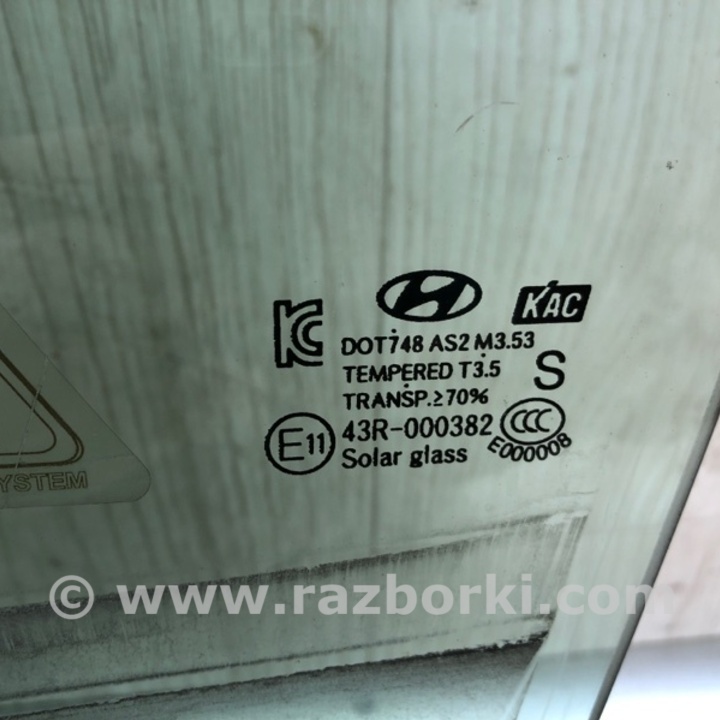 KAC
DOT748 AS2 M3.53
TEMPERED T3.5 S
TRANSP.≥70%
E11 43R-000382 CCC
E000008
Solar glass
YSTEM
© www.razborki.com